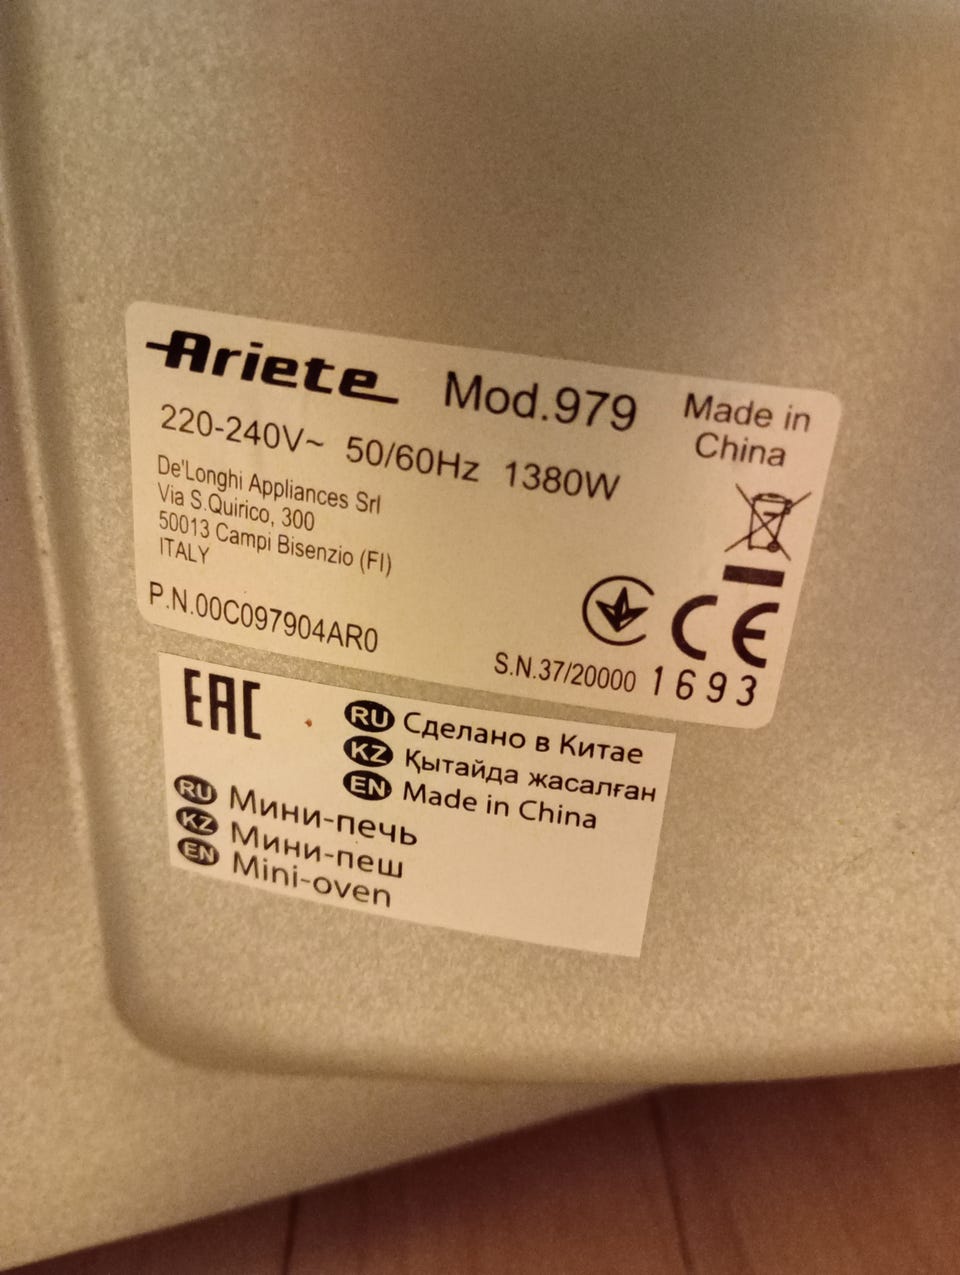 Ariete Mod.979 Made in China
220-240V~ 50/60Hz 1380W
De'Longhi Appliances Srl
Via S.Quirico, 300
50013 Campi Bisenzio (FI)
ITALY
P.N.00C097904AR0
CE
S.N.37/20000 1693
EAC
RU Сделано в Китае
KZ Қытайда жасалған
EN Made in China
RU Мини-печь
KZ Мини-пеш
EN Mini-oven